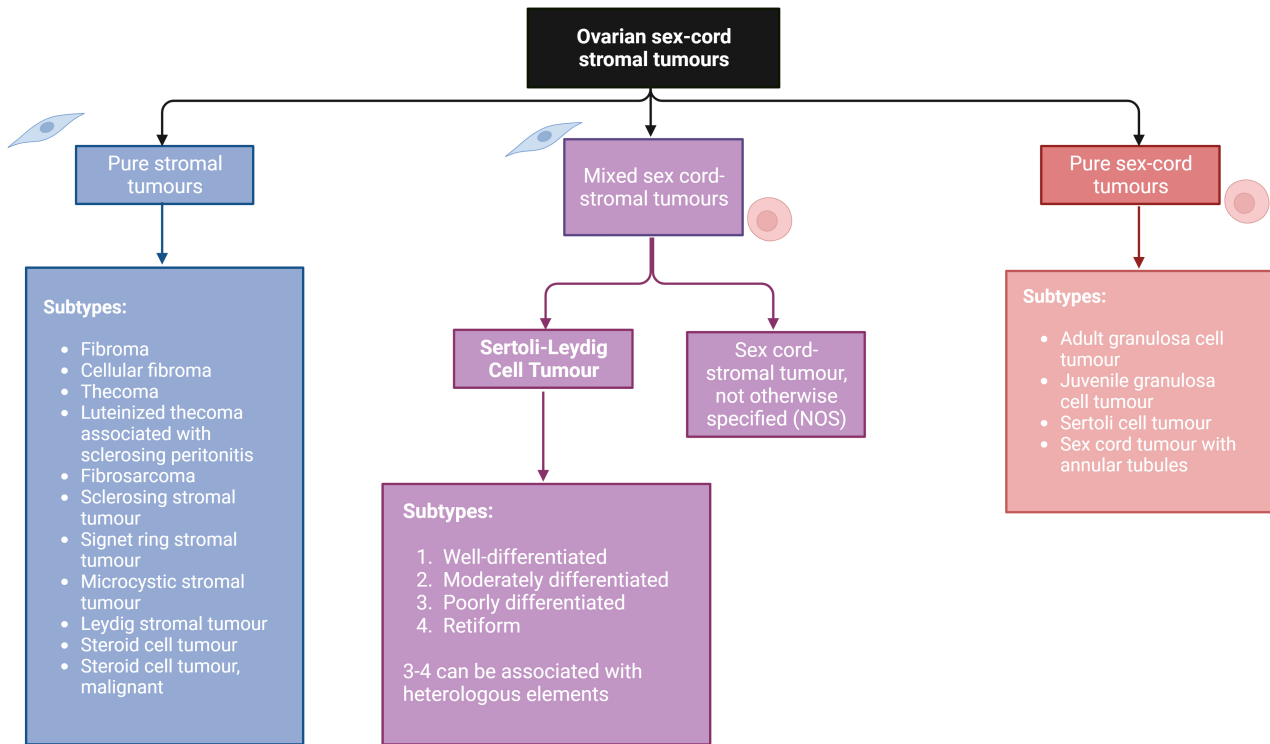 Ovarian sex-cord
stromal tumours
Pure stromal
tumours
Subtypes:
• Fibroma
• Cellular fibroma
• Thecoma
• Luteinized thecoma
associated with
sclerosing peritonitis
• Fibrosarcoma
• Sclerosing stromal
tumour
• Signet ring stromal
tumour
• Microcystic stromal
tumour
• Leydig stromal tumour
• Steroid cell tumour
• Steroid cell tumour,
malignant
Mixed sex cord-
stromal tumours
Sertoli-Leydig
Cell Tumour
Subtypes:
1. Well-differentiated
2. Moderately differentiated
3. Poorly differentiated
4. Retiform
3-4 can be associated with
heterologous elements
Sex cord-
stromal tumour,
not otherwise
specified (NOS)
Pure sex-cord
tumours
Subtypes:
• Adult granulosa cell
tumour
• Juvenile granulosa
cell tumour
• Sertoli cell tumour
• Sex cord tumour with
annular tubules